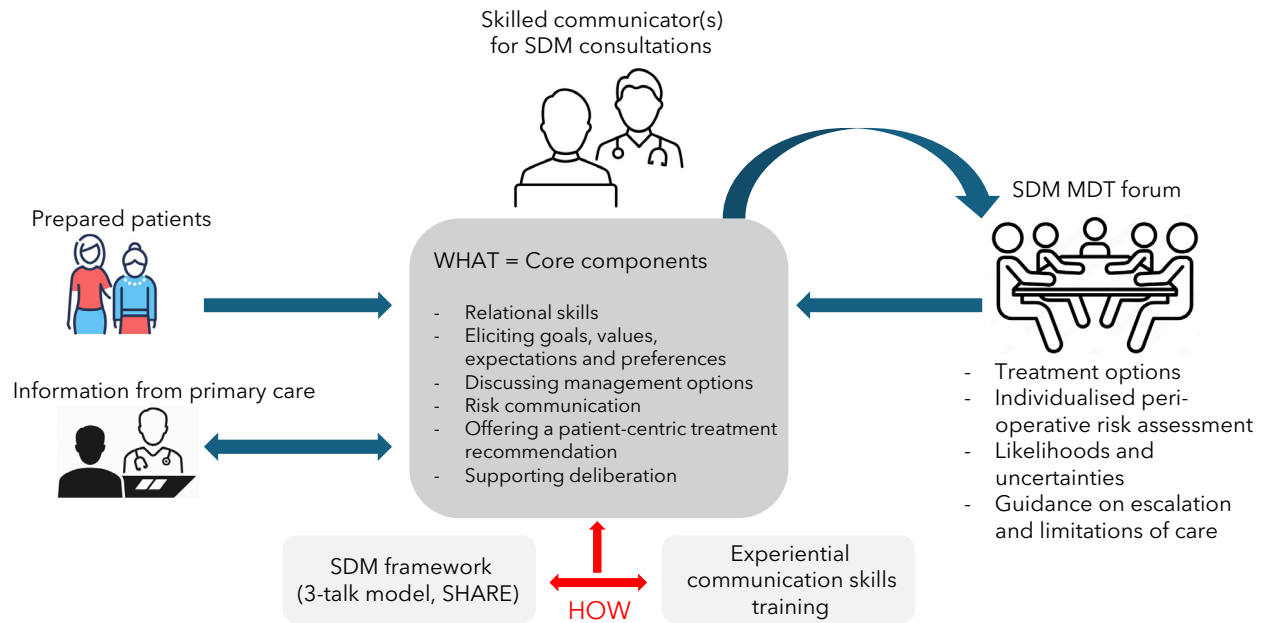 Skilled communicator(s)
for SDM consultations
SDM MDT forum
Prepared patients
Information from primary care
WHAT = Core components
- Relational skills
- Eliciting goals, values,
expectations and preferences
- Discussing management options
- Risk communication
- Offering a patient-centric treatment
recommendation
- Supporting deliberation
- Treatment options
- Individualised peri-
operative risk assessment
- Likelihoods and
uncertainties
- Guidance on escalation
and limitations of care
SDM framework
(3-talk model, SHARE)
HOW
Experiential
communication skills
training